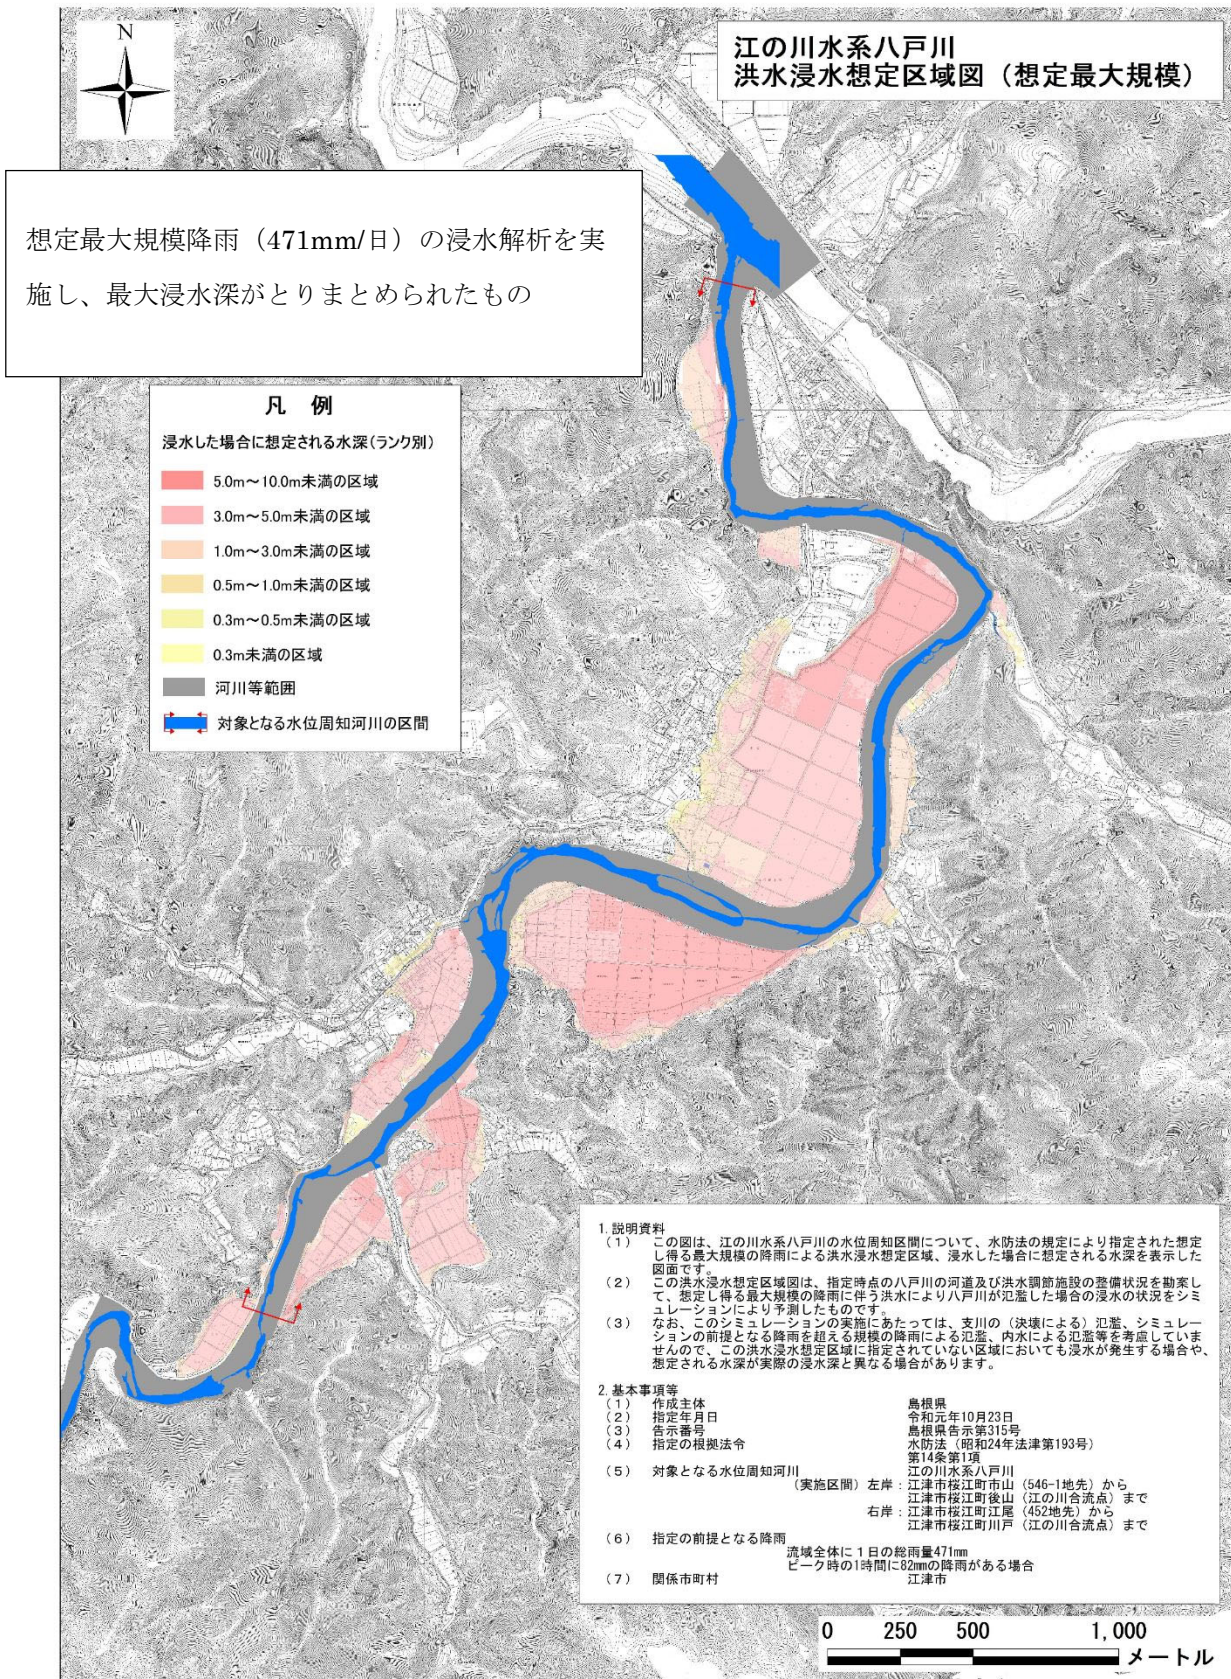 N
江の川水系八戸川
洪水浸水想定区域図（想定最大規模）
想定最大規模降雨（471mm/日）の浸水解析を実
施し、最大浸水深がとりまとめられたもの
凡 例
浸水した場合に想定される水深(ランク別)
5.0m～10.0m未満の区域
3.0m～5.0m未満の区域
1.0m～3.0m未満の区域
0.5m～1.0m未満の区域
0.3m～0.5m未満の区域
0.3m未満の区域
河川等範囲
対象となる水位周知河川の区間
1.説明資料
（1） この図は、江の川水系八戸川の水位周知区間について、水防法の規定により指定された想定
し得る最大規模の降雨による洪水浸水想定区域、浸水した場合に想定される水深を表示した
図面です。
（2） この洪水浸水想定区域図は、指定時点の八戸川の河道及び洪水調節施設の整備状況を勘案し
て、想定し得る最大規模の降雨に伴う洪水により八戸川が氾濫した場合の浸水の状況をシミ
ュレーションにより予測したものです。
（3） なお、このシミュレーションの実施にあたっては、支川の（決壊による）氾濫、シミュレー
ションの前提となる降雨を超える規模の降雨による氾濫、内水による氾濫等を考慮していま
せんので、この洪水浸水想定区域に指定されていない区域においても浸水が発生する場合や、
想定される水深が実際の浸水深と異なる場合があります。
2.基本事項等
（1） 作成主体 島根県
（2） 指定年月日 令和元年10月23日
（3） 告示番号 島根県告示第315号
（4） 指定の根拠法令 水防法（昭和24年法律第193号）
第14条第1項
（5） 対象となる水位周知河川 江の川水系八戸川
（実施区間）左岸：江津市桜江町市山（546-1地先）から
江津市桜江町後山（江の川合流点）まで
右岸：江津市桜江町江尾（452地先）から
江津市桜江町川戸（江の川合流点）まで
（6） 指定の前提となる降雨
流域全体に１日の総雨量471mm
ピーク時の1時間に82mmの降雨がある場合
（7） 関係市町村 江津市
0 250 500 1,000
メートル